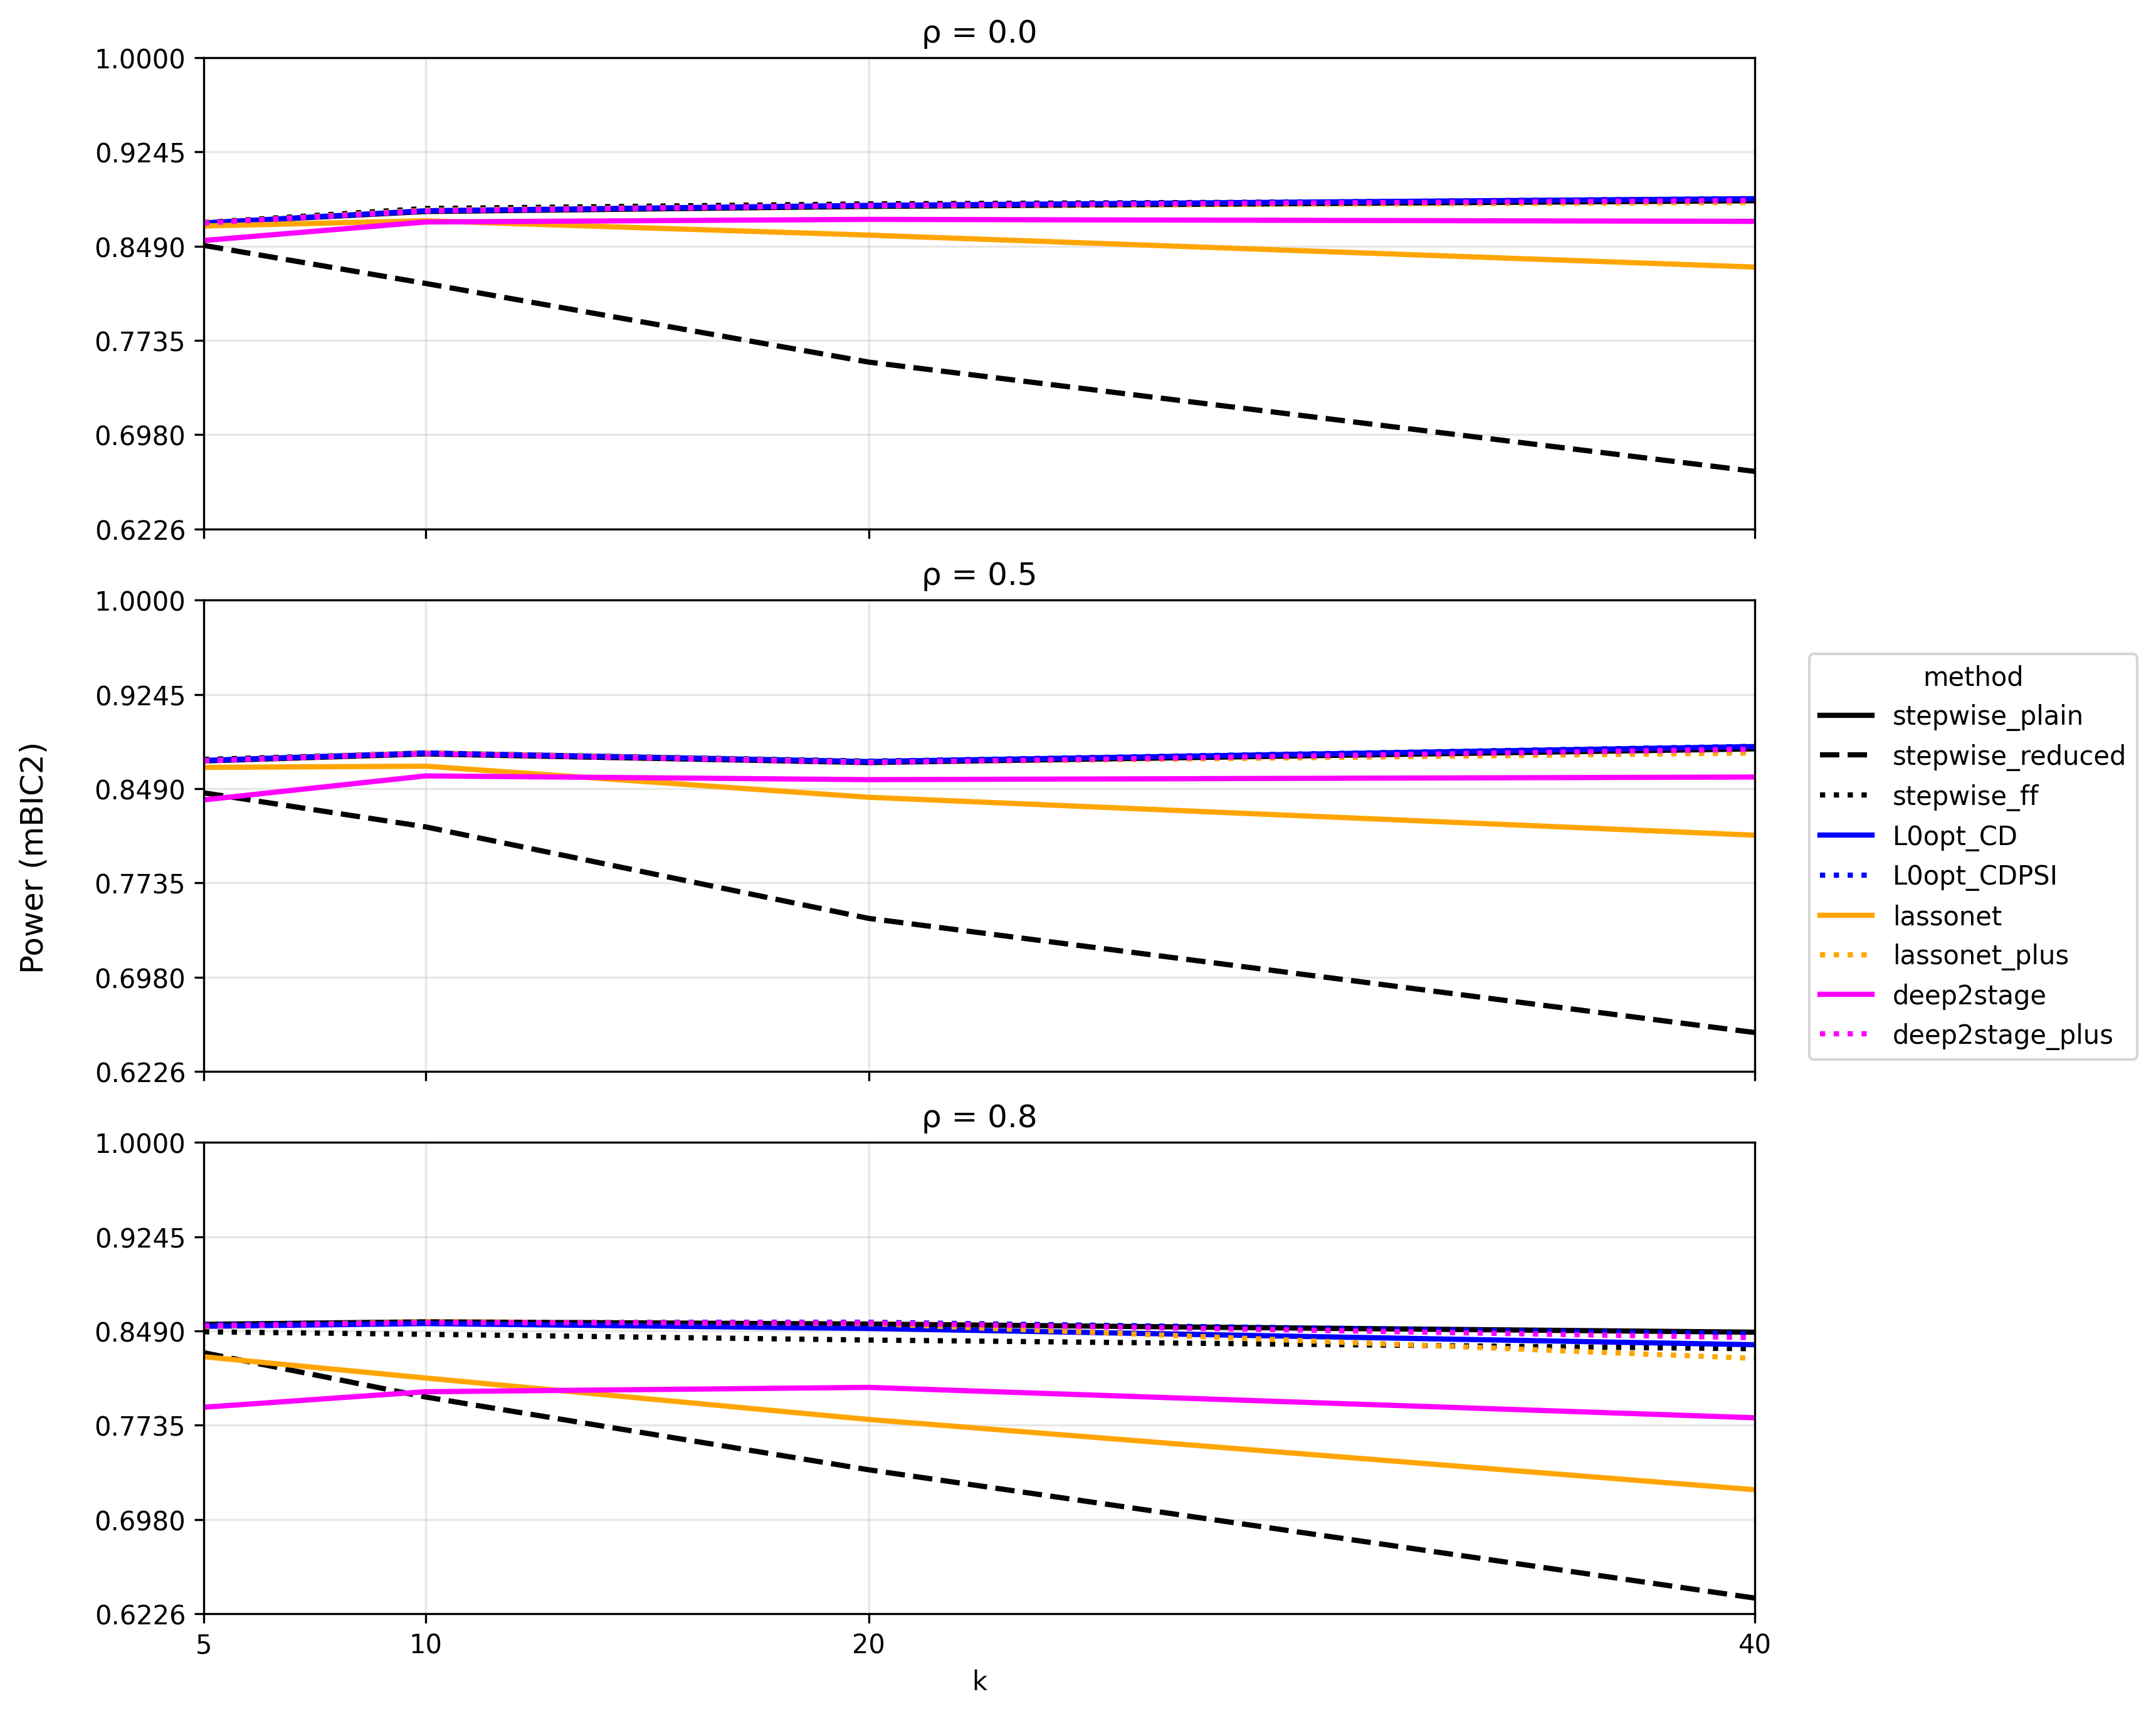 ρ = 0.0
1.0000
0.9245
0.8490
0.7735
0.6980
0.6226
ρ = 0.5
1.0000
0.9245
0.8490
0.7735
0.6980
0.6226
Power (mBIC2)
ρ = 0.8
1.0000
0.9245
0.8490
0.7735
0.6980
0.6226
5 10 20 40
k
method
stepwise_plain
stepwise_reduced
stepwise_ff
L0opt_CD
L0opt_CDPSI
lassonet
lassonet_plus
deep2stage
deep2stage_plus